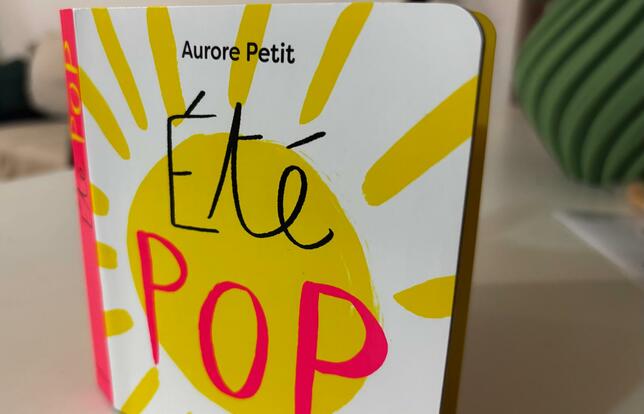 Aurore Petit
Été
POP
Été POP